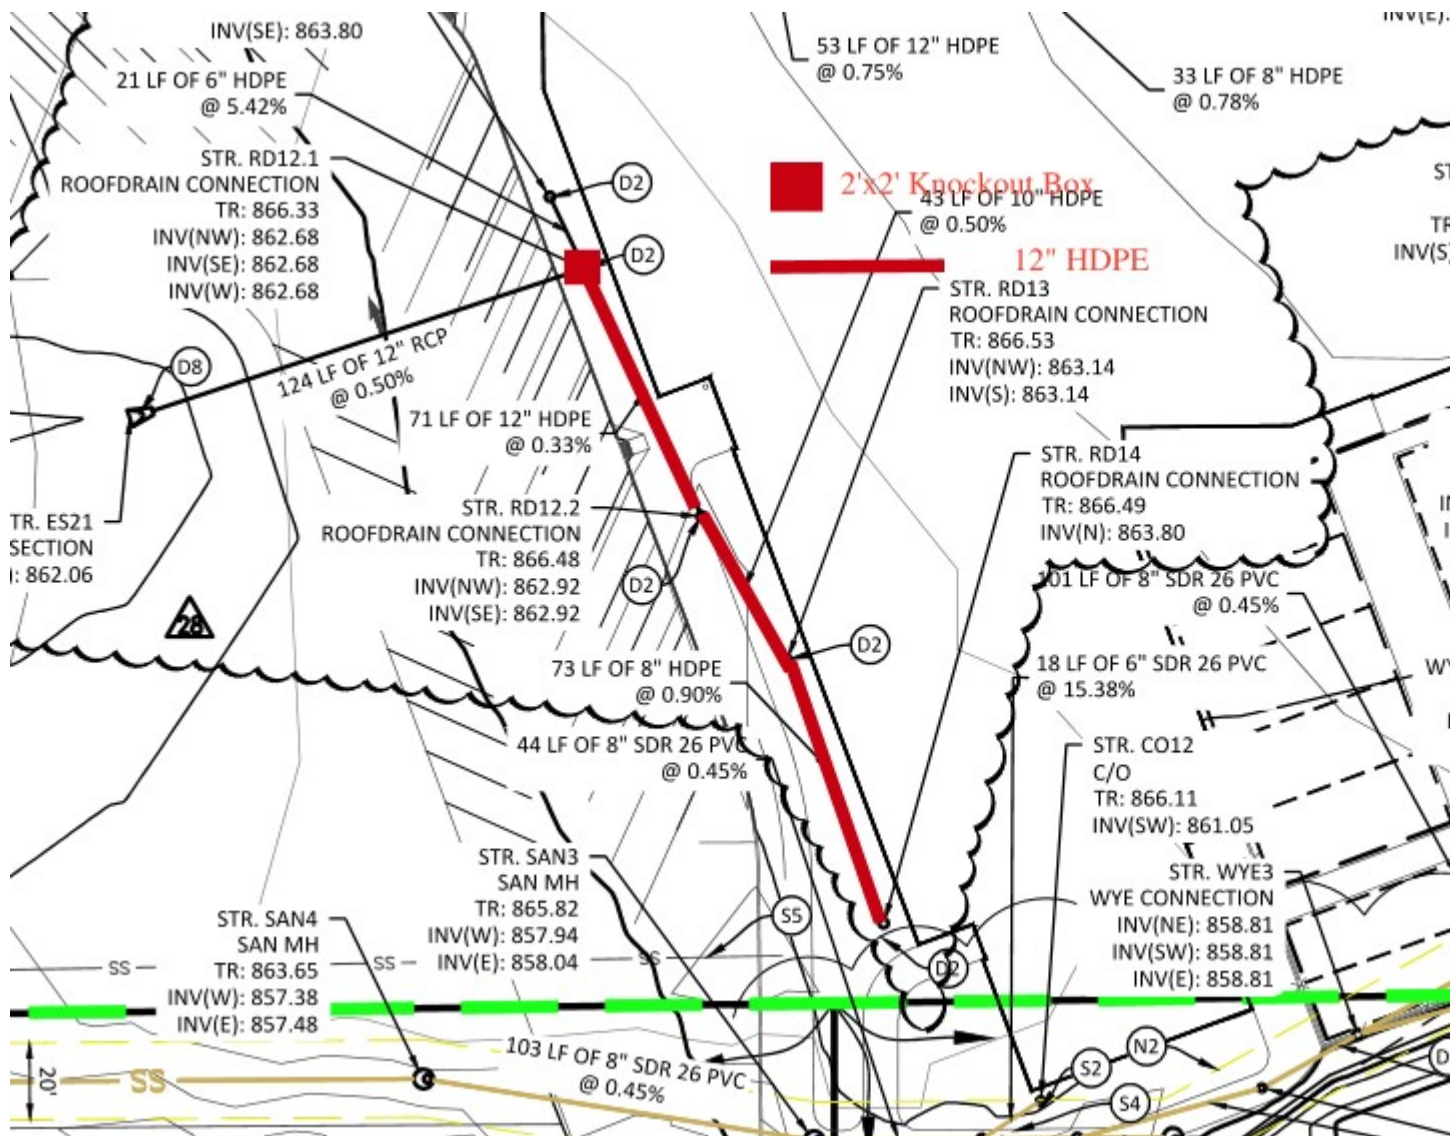 INV(SE): 863.80
21 LF OF 6" HDPE
@ 5.42%
53 LF OF 12" HDPE
@ 0.75%
33 LF OF 8" HDPE
@ 0.78%
STR. RD12.1
ROOFDRAIN CONNECTION
TR: 866.33
INV(NW): 862.68
INV(SE): 862.68
INV(W): 862.68
D2
D2
2'x2' Knockout Box
43 LF OF 10" HDPE
@ 0.50%
12" HDPE
STR. RD13
ROOFDRAIN CONNECTION
TR: 866.53
INV(NW): 863.14
INV(S): 863.14
D8
124 LF OF 12" RCP
@ 0.50%
71 LF OF 12" HDPE
@ 0.33%
STR. RD14
ROOFDRAIN CONNECTION
TR: 866.49
INV(N): 863.80
TR. ES21
SECTION
): 862.06
STR. RD12.2
ROOFDRAIN CONNECTION
TR: 866.48
INV(NW): 862.92
INV(SE): 862.92
D2
28
101 LF OF 8" SDR 26 PVC
@ 0.45%
D2
73 LF OF 8" HDPE
@ 0.90%
18 LF OF 6" SDR 26 PVC
@ 15.38%
44 LF OF 8" SDR 26 PVC
@ 0.45%
STR. CO12
C/O
TR: 866.11
INV(SW): 861.05
STR. SAN3
SAN MH
TR: 865.82
INV(W): 857.94
INV(E): 858.04
S5
STR. WYE3
WYE CONNECTION
INV(NE): 858.81
INV(SW): 858.81
INV(E): 858.81
STR. SAN4
SAN MH
TR: 863.65
INV(W): 857.38
INV(E): 857.48
SS
SS
SS
D2
103 LF OF 8" SDR 26 PVC
@ 0.45%
20'
SS
S2
N2
S4